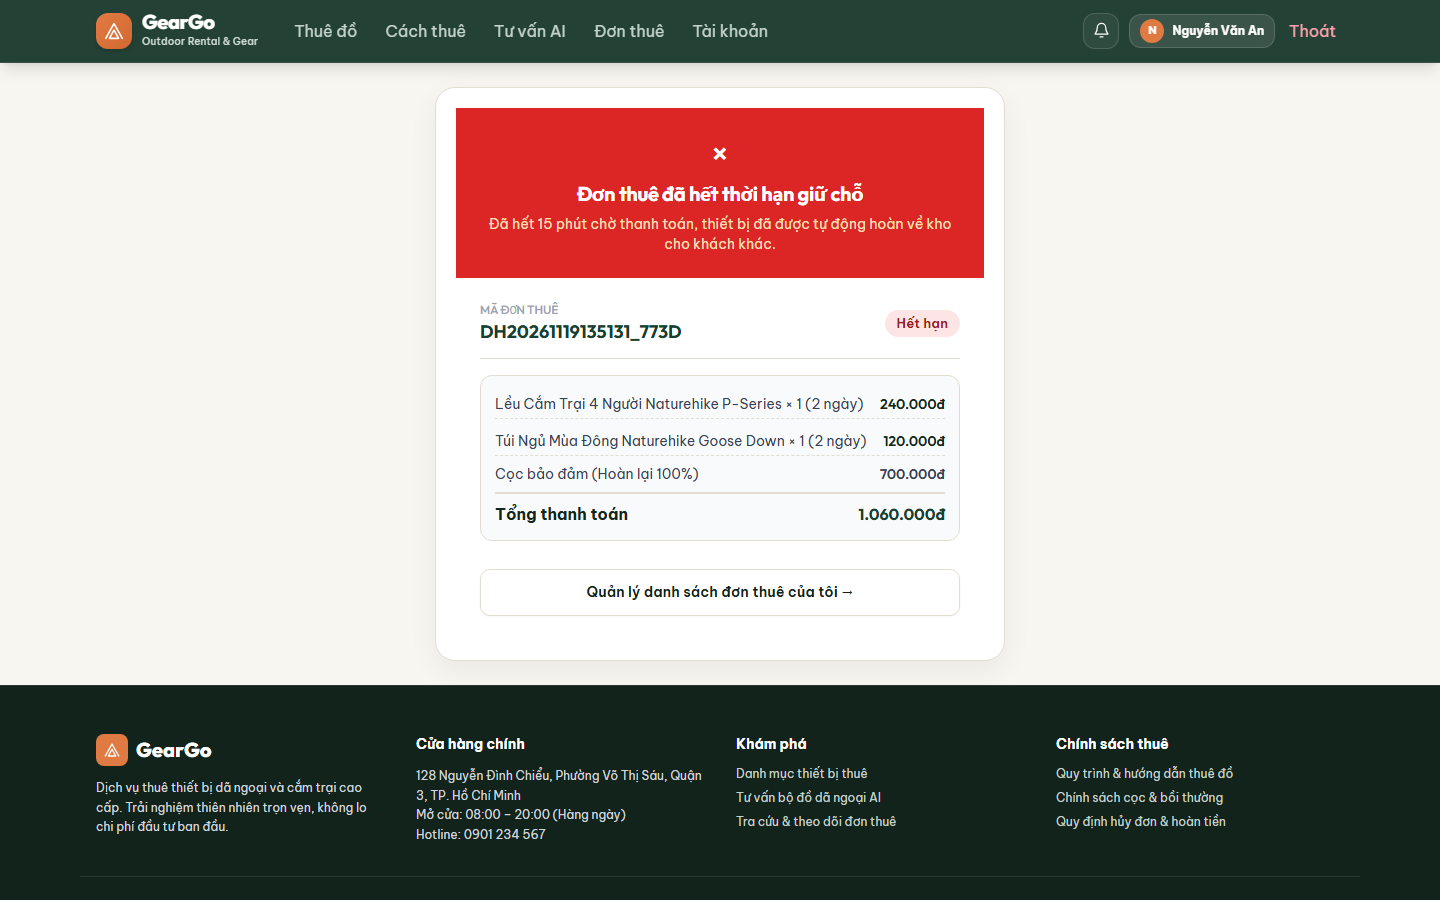 GearGo
Outdoor Rental & Gear
Thuê đồ
Cách thuê
Tư vấn AI
Đơn thuê
Tài khoản
N
Nguyễn Văn An
Thoát
×
Đơn thuê đã hết thời hạn giữ chỗ
Đã hết 15 phút chờ thanh toán, thiết bị đã được tự động hoàn về kho
cho khách khác.
MÃ ĐƠN THUÊ
DH20261119135131_773D
Hết hạn
Lều Cắm Trại 4 Người Naturehike P-Series × 1 (2 ngày) 240.000đ
Túi Ngủ Mùa Đông Naturehike Goose Down × 1 (2 ngày) 120.000đ
Cọc bảo đảm (Hoàn lại 100%) 700.000đ
Tổng thanh toán 1.060.000đ
Quản lý danh sách đơn thuê của tôi →
GearGo
Dịch vụ thuê thiết bị dã ngoại và cắm trại cao
cấp. Trải nghiệm thiên nhiên trọn vẹn, không lo
chi phí đầu tư ban đầu.
Cửa hàng chính
128 Nguyễn Đình Chiểu, Phường Võ Thị Sáu, Quận
3, TP. Hồ Chí Minh
Mở cửa: 08:00 – 20:00 (Hàng ngày)
Hotline: 0901 234 567
Khám phá
Danh mục thiết bị thuê
Tư vấn bộ đồ dã ngoại AI
Tra cứu & theo dõi đơn thuê
Chính sách thuê
Quy trình & hướng dẫn thuê đồ
Chính sách cọc & bồi thường
Quy định hủy đơn & hoàn tiền